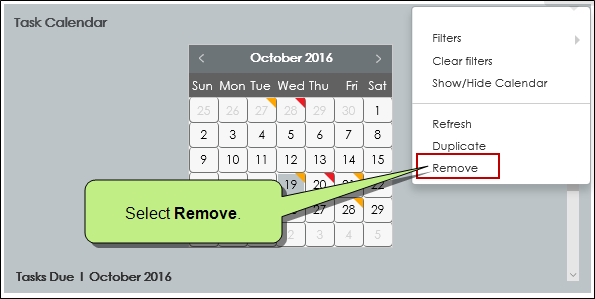 Task Calendar
October 2016
Sun Mon Tue Wed Thu Fri Sat
25 26 27 28 29 30 1
2 3 4 5 6 7 8
9 10 11 12 13 14 15
19 20 21 22
27 28 29
Tasks Due I October 2016
Filters
Clear filters
Show/Hide Calendar
Refresh
Duplicate
Remove
Select Remove.